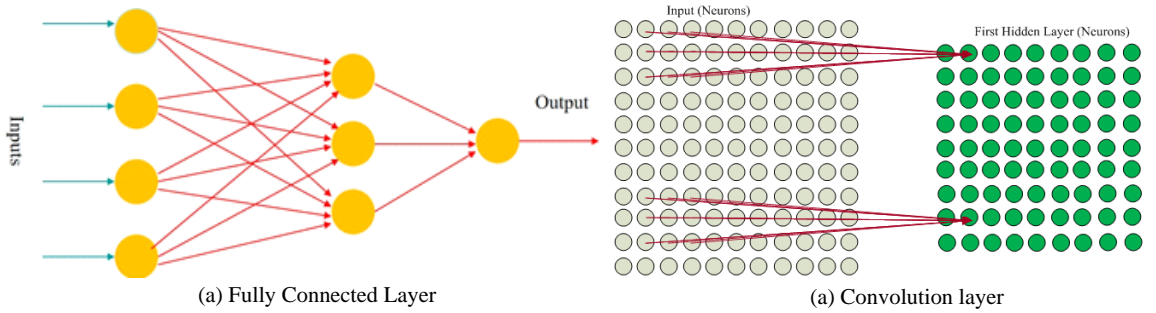 Inputs
Output
(a) Fully Connected Layer
Input (Neurons)
First Hidden Layer (Neurons)
(a) Convolution layer